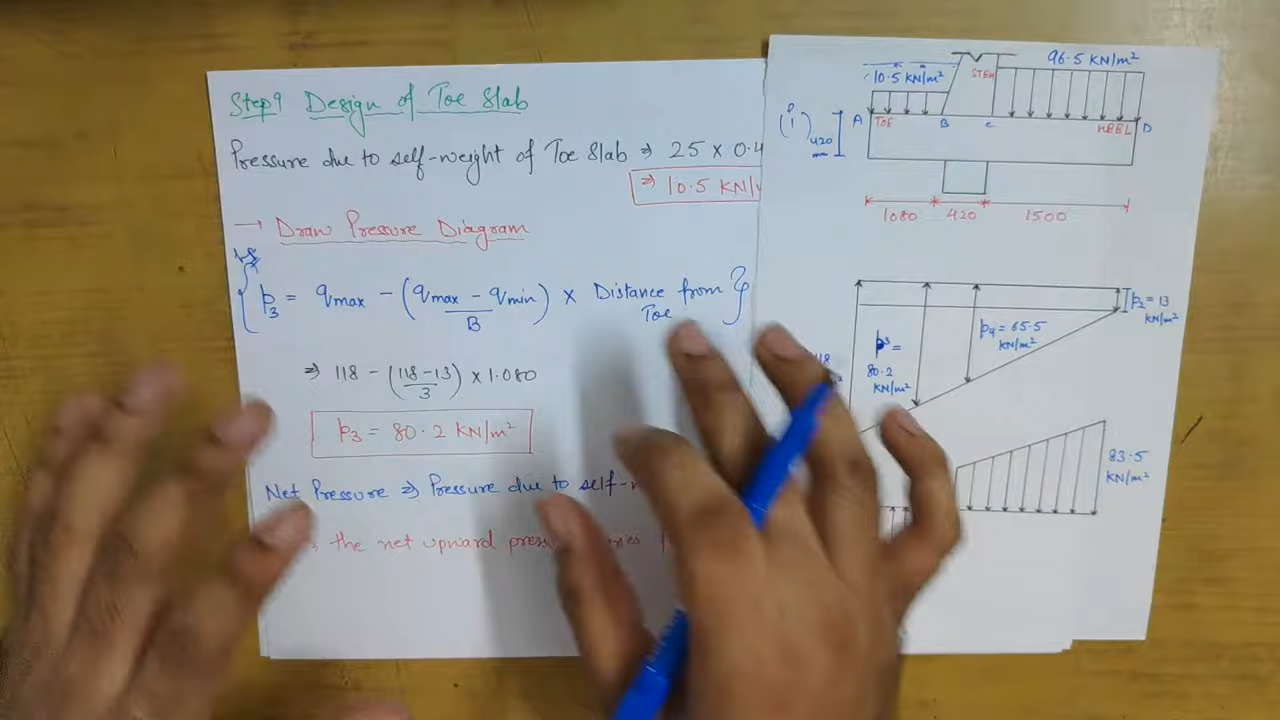 Step9 Design of Toe Slab
Pressure due to self-weight of Toe Slab ⇒ 25 × 0.4
⇒ 10.5 KN/
→ Draw Pressure Diagram
{ p3 = qmax − (qmax − qmin / B) × Distance from Toe }
⇒ 118 − (118−13 / 3) × 1.080
p3 = 80.2 KN/m²
Net Pressure ⇒ Pressure due to self-
the net upward
10.5 KN/m²
STEM
96.5 KN/m²
A TOE B C HEEL D
420 mm
1080 420 1500
p2 = 13 KN/m²
p4 = 65.5 KN/m²
p3 = 80.2 KN/m²
118
83.5 KN/m²